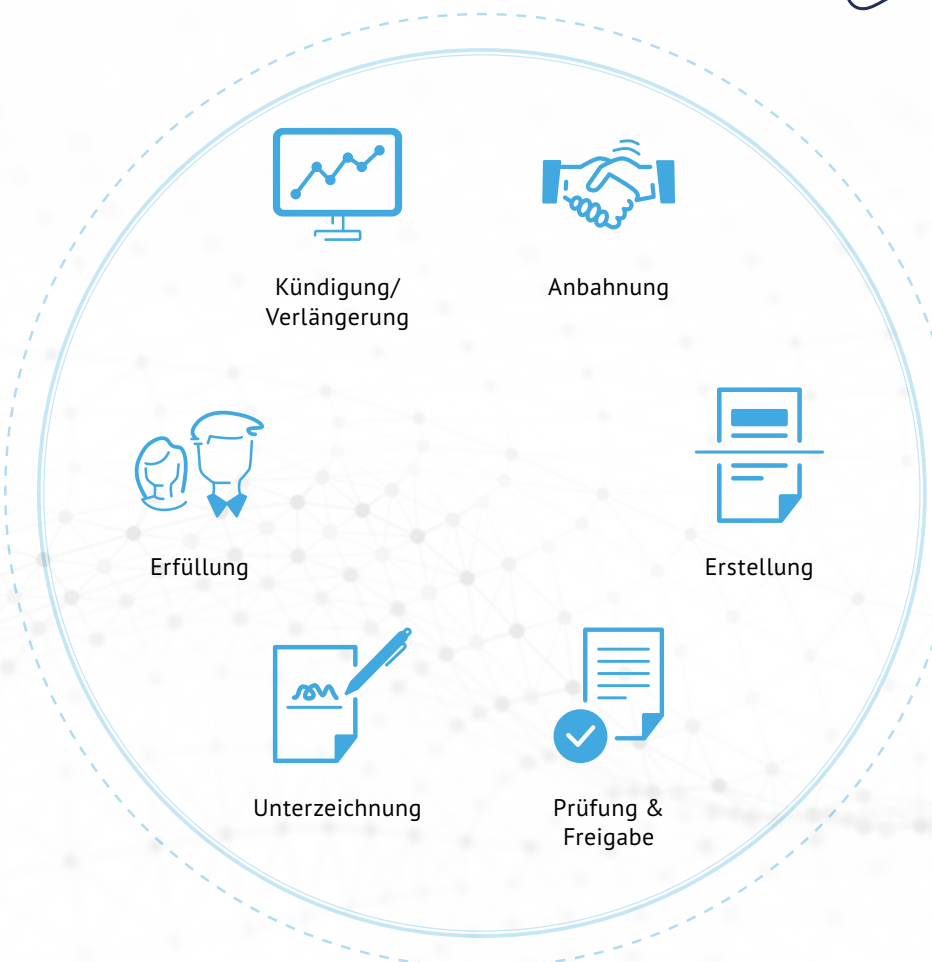 Kündigung/
Verlängerung
Anbahnung
Erfüllung
Erstellung
Unterzeichnung
Prüfung &
Freigabe